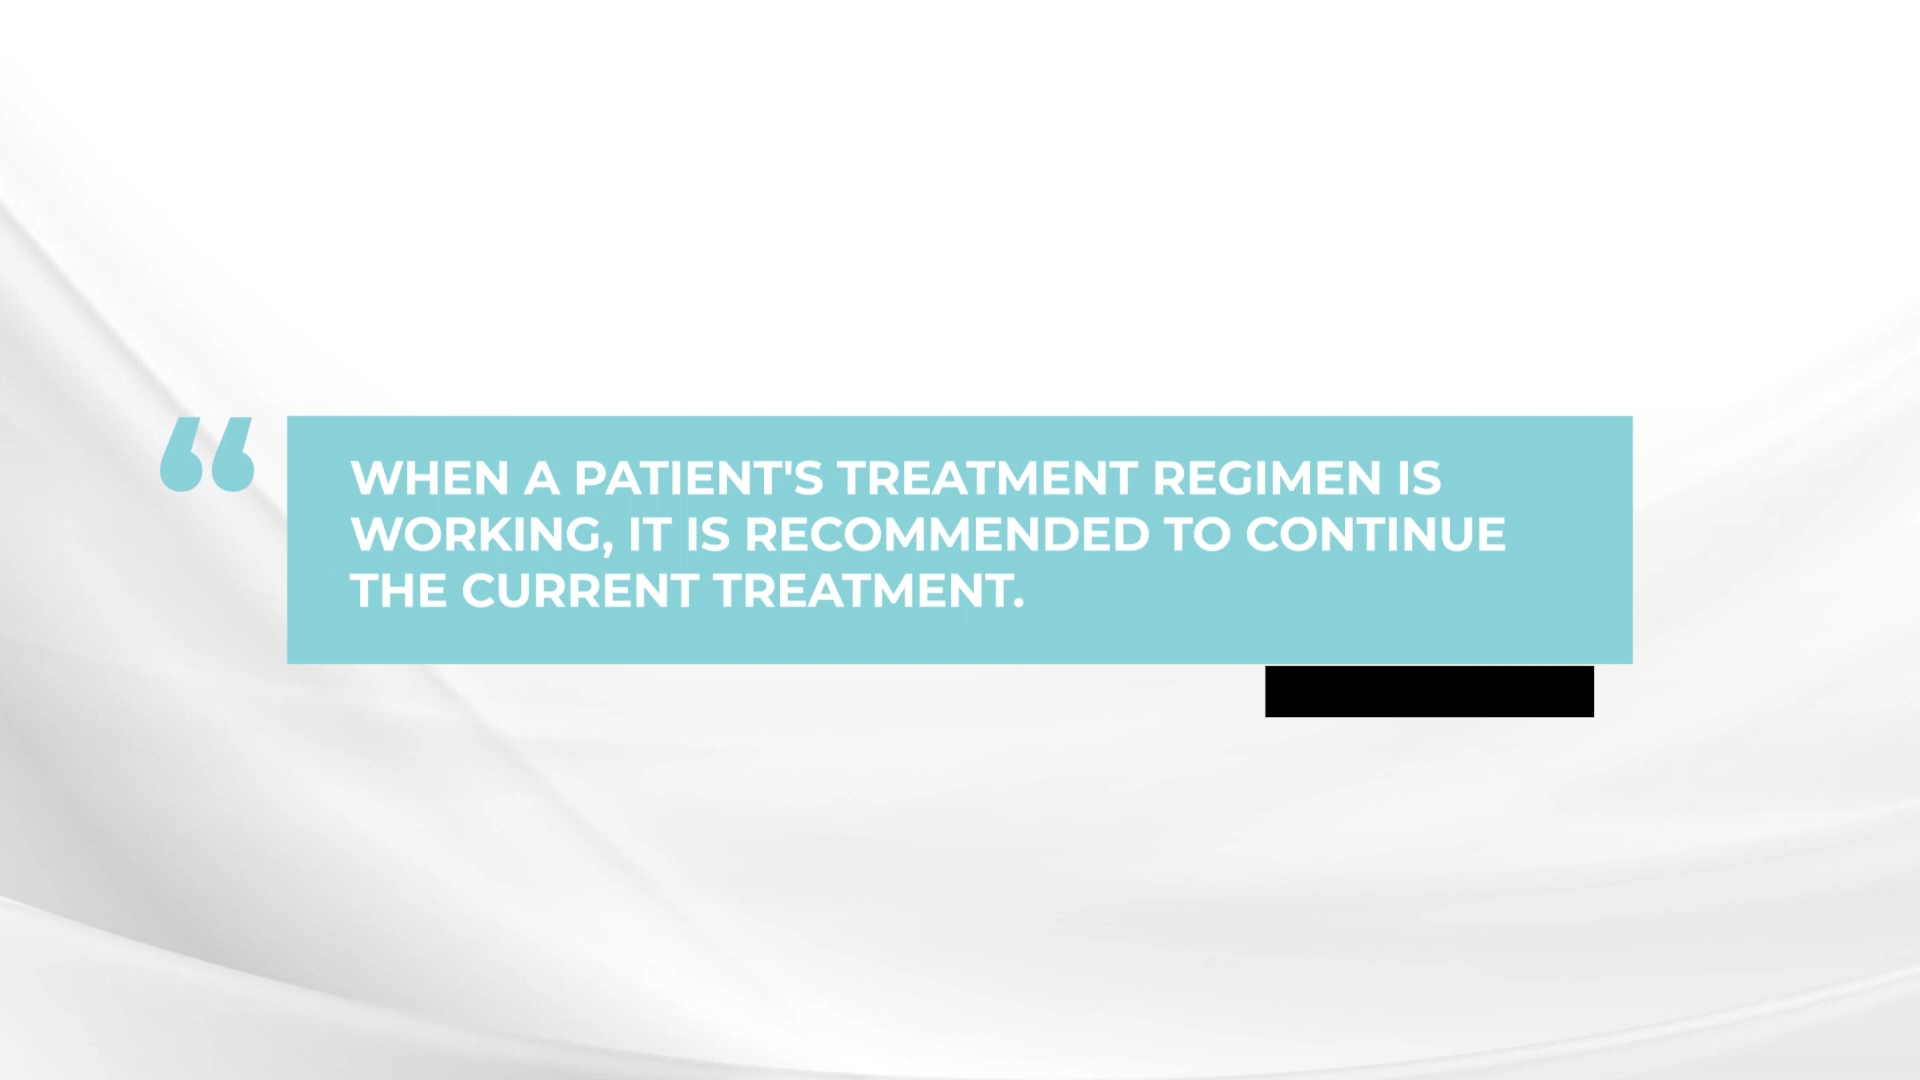 “
WHEN A PATIENT'S TREATMENT REGIMEN IS
WORKING, IT IS RECOMMENDED TO CONTINUE
THE CURRENT TREATMENT.